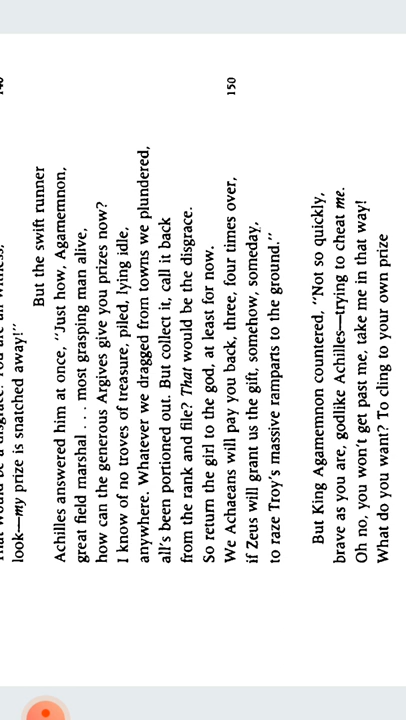 140
look—my prize is snatched away!"
But the swift runner
Achilles answered him at once, "Just how, Agamemnon,
great field marshal . . . most grasping man alive,
how can the generous Argives give you prizes now?
I know of no troves of treasure, piled, lying idle,
anywhere. Whatever we dragged from towns we plundered,
all's been portioned out. But collect it, call it back
from the rank and file? That would be the disgrace.
So return the girl to the god, at least for now.
We Achaeans will pay you back, three, four times over, 150
if Zeus will grant us the gift, somehow, someday,
to raze Troy's massive ramparts to the ground."
But King Agamemnon countered, "Not so quickly,
brave as you are, godlike Achilles—trying to cheat me.
Oh no, you won't get past me, take me in that way!
What do you want? To cling to your own prize